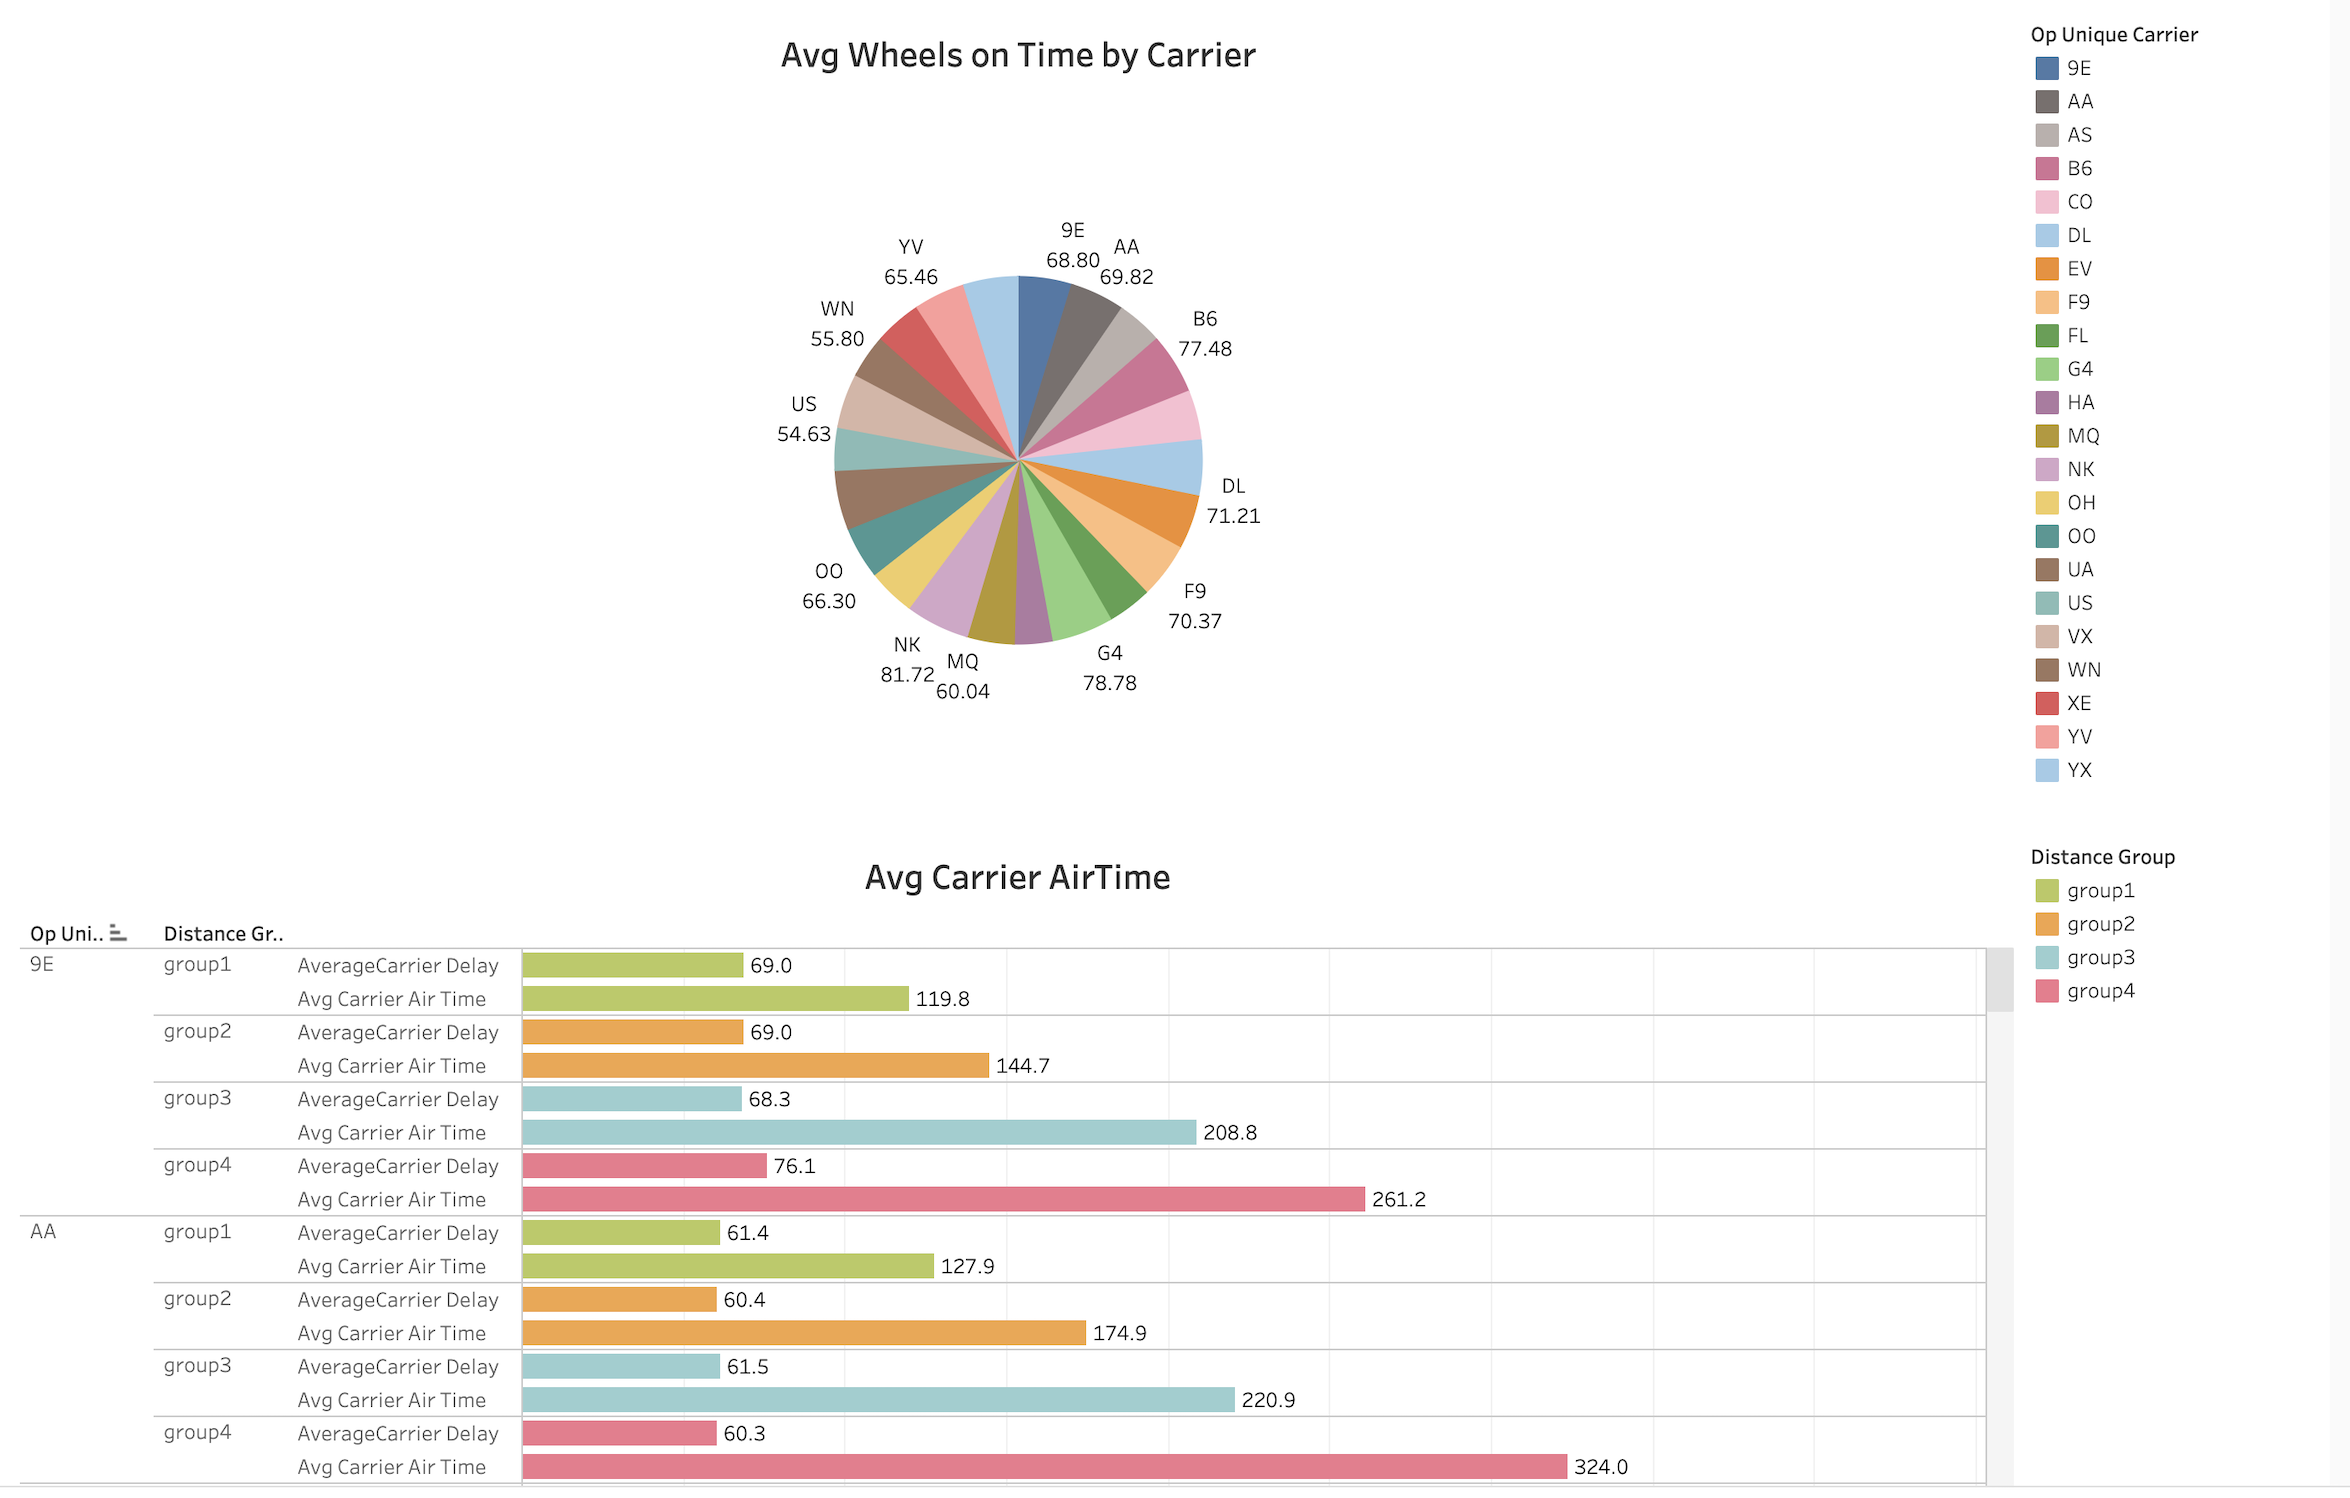 Avg Wheels on Time by Carrier
9E
68.80
AA
69.82
B6
77.48
DL
71.21
F9
70.37
G4
78.78
MQ
60.04
NK
81.72
OO
66.30
US
54.63
WN
55.80
YV
65.46
Op Unique Carrier
9E
AA
AS
B6
CO
DL
EV
F9
FL
G4
HA
MQ
NK
OH
OO
UA
US
VX
WN
XE
YV
YX
Avg Carrier AirTime
Op Uni.. Distance Gr..
9E group1 AverageCarrier Delay 69.0
Avg Carrier Air Time 119.8
group2 AverageCarrier Delay 69.0
Avg Carrier Air Time 144.7
group3 AverageCarrier Delay 68.3
Avg Carrier Air Time 208.8
group4 AverageCarrier Delay 76.1
Avg Carrier Air Time 261.2
AA group1 AverageCarrier Delay 61.4
Avg Carrier Air Time 127.9
group2 AverageCarrier Delay 60.4
Avg Carrier Air Time 174.9
group3 AverageCarrier Delay 61.5
Avg Carrier Air Time 220.9
group4 AverageCarrier Delay 60.3
Avg Carrier Air Time 324.0
Distance Group
group1
group2
group3
group4